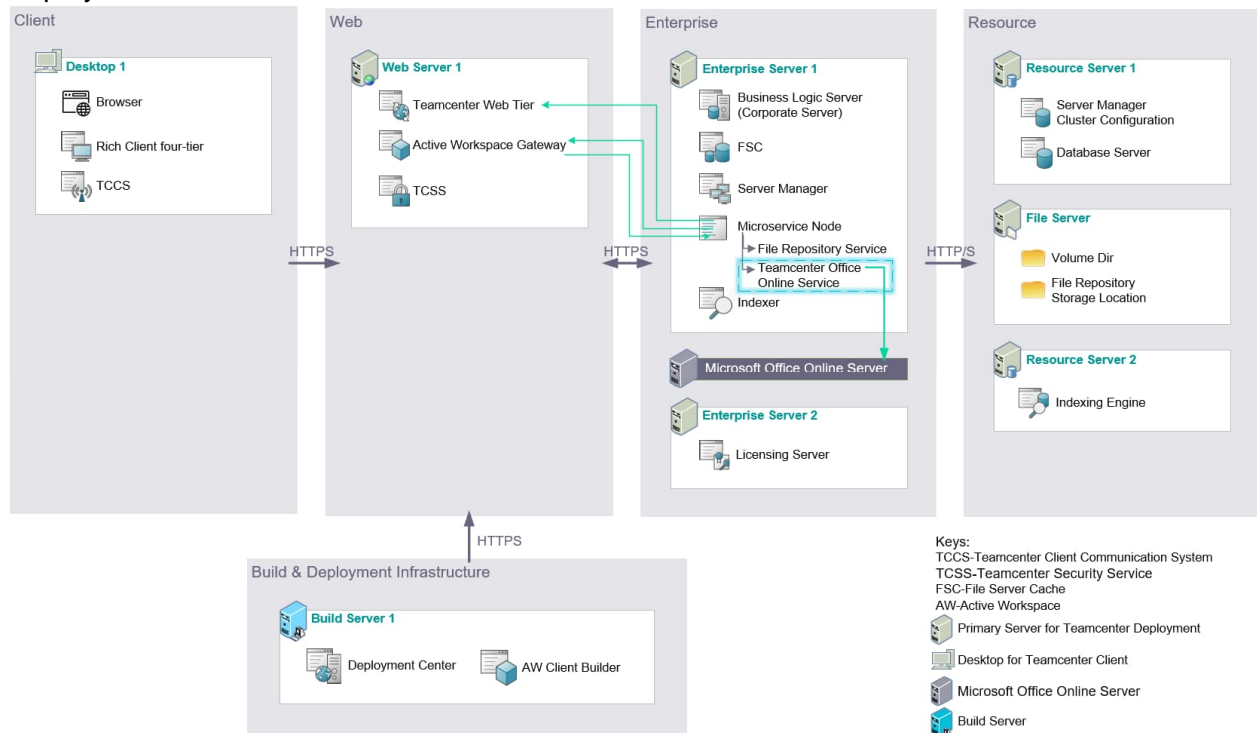 Client
Desktop 1
Browser
Rich Client four-tier
TCCS
HTTPS
Web
Web Server 1
Teamcenter Web Tier
Active Workspace Gateway
TCSS
HTTPS
Enterprise
Enterprise Server 1
Business Logic Server
(Corporate Server)
FSC
Server Manager
Microservice Node
File Repository Service
Teamcenter Office
Online Service
Indexer
Microsoft Office Online Server
Enterprise Server 2
Licensing Server
HTTP/S
Resource
Resource Server 1
Server Manager
Cluster Configuration
Database Server
File Server
Volume Dir
File Repository
Storage Location
Resource Server 2
Indexing Engine
HTTPS
Build & Deployment Infrastructure
Build Server 1
Deployment Center
AW Client Builder
Keys:
TCCS-Teamcenter Client Communication System
TCSS-Teamcenter Security Service
FSC-File Server Cache
AW-Active Workspace
Primary Server for Teamcenter Deployment
Desktop for Teamcenter Client
Microsoft Office Online Server
Build Server